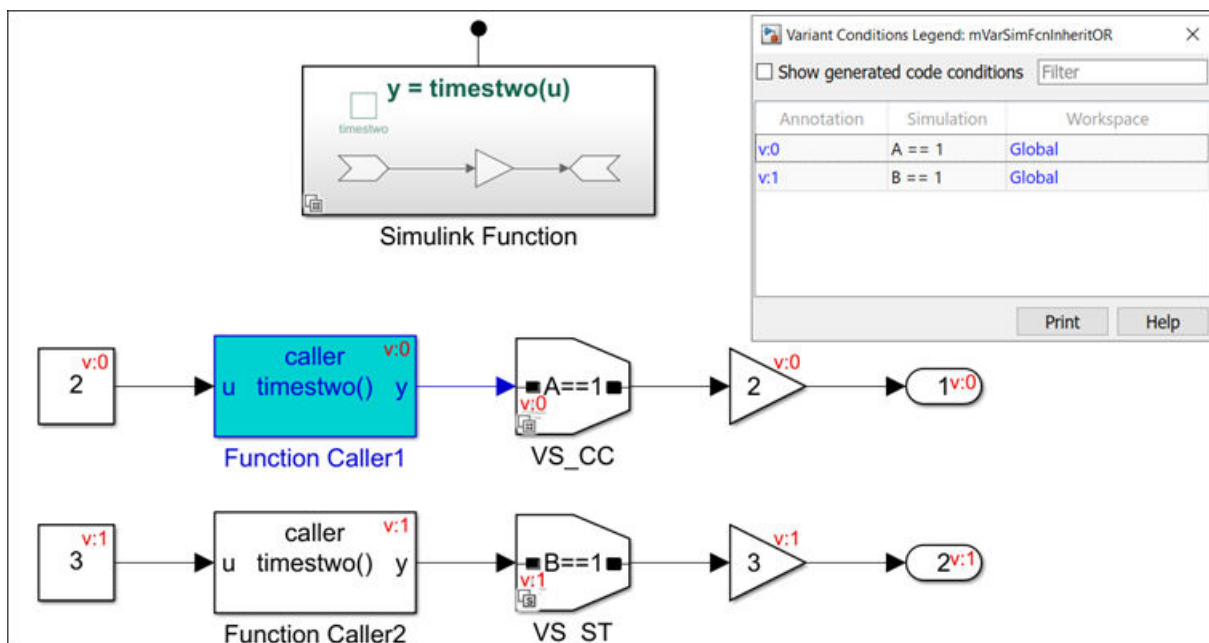 Variant Conditions Legend: mVarSimFcnInheritOR
Show generated code conditions Filter
Annotation Simulation Workspace
v:0 A == 1 Global
v:1 B == 1 Global
Print Help
y = timestwo(u)
timestwo
Simulink Function
v:0
2
caller v:0
u timestwo() y
Function Caller1
A==1
v:0
VS_CC
v:0
2
1 v:0
v:1
3
caller v:1
u timestwo() y
Function Caller2
B==1
v:1
VS_ST
v:1
3
2 v:1